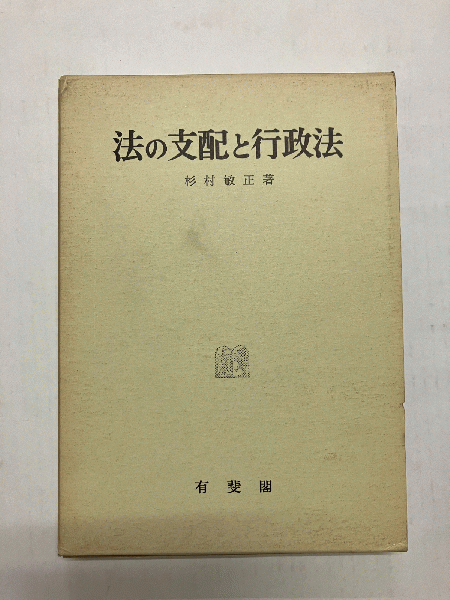 法の支配と行政法
杉村敏正著
有斐閣